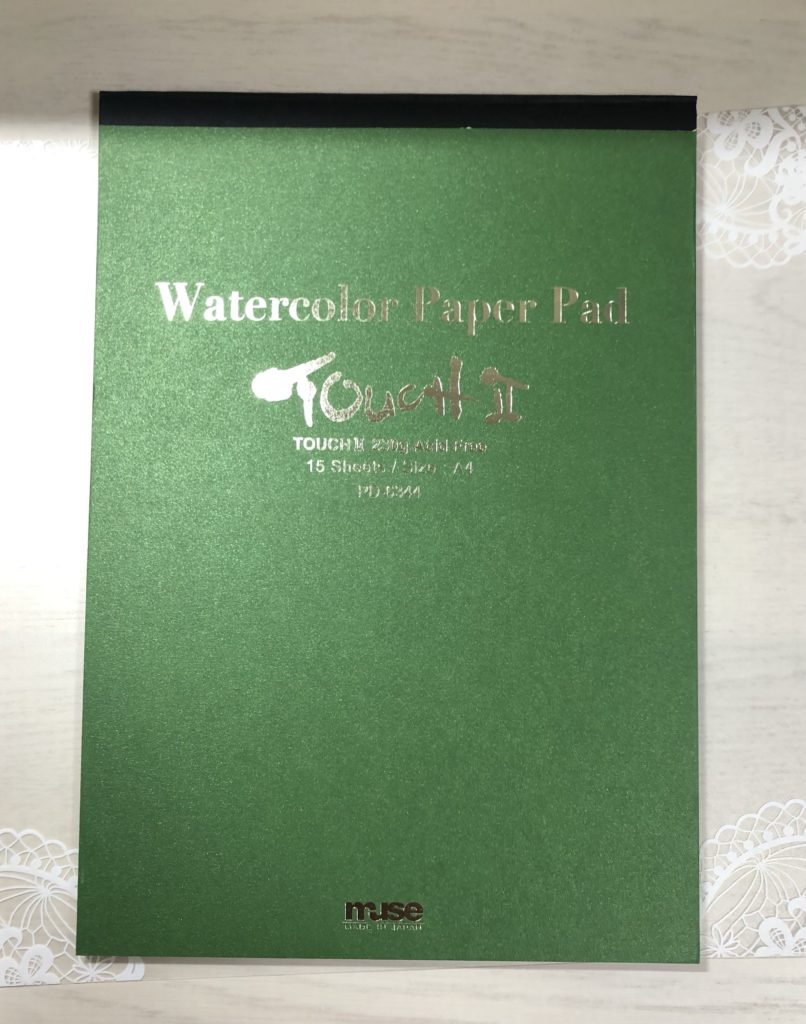 Watercolor Paper Pad
TOUCH II
TOUCH II 230g Acid Free
15 Sheets / Size : A4
PD-6344
muse
MADE IN JAPAN